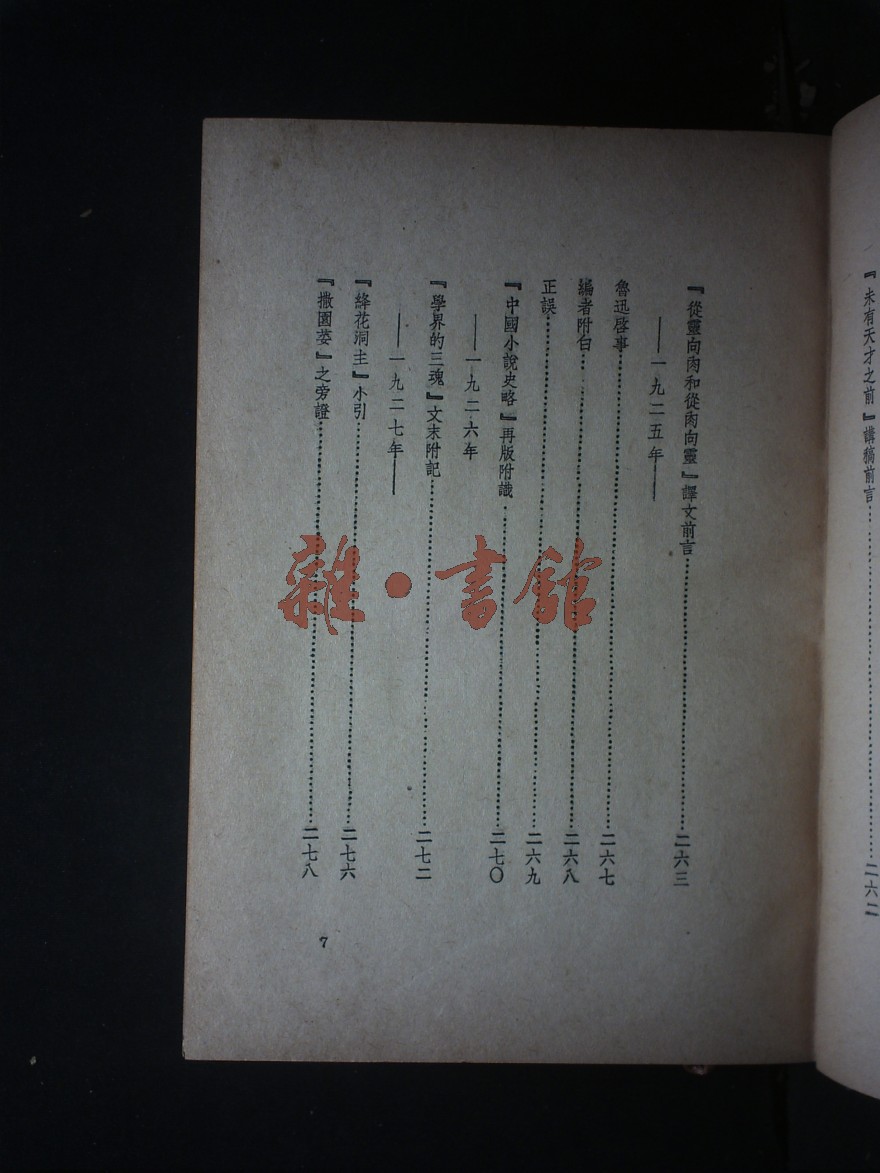 『未有天才之前』講稿前言……二六二
『從靈向肉和從肉向靈』譯文前言……二六三
——一九二五年——
魯迅啓事……二六七
編者附白……二六八
正誤……二六九
『中國小說史略』再版附識……二七〇
——一九二六年
『學界的三魂』文末附記……二七二
——一九二七年——
『絳花洞主』小引……二七六
『撒園荽』之旁證……二七八
7
雜·書館